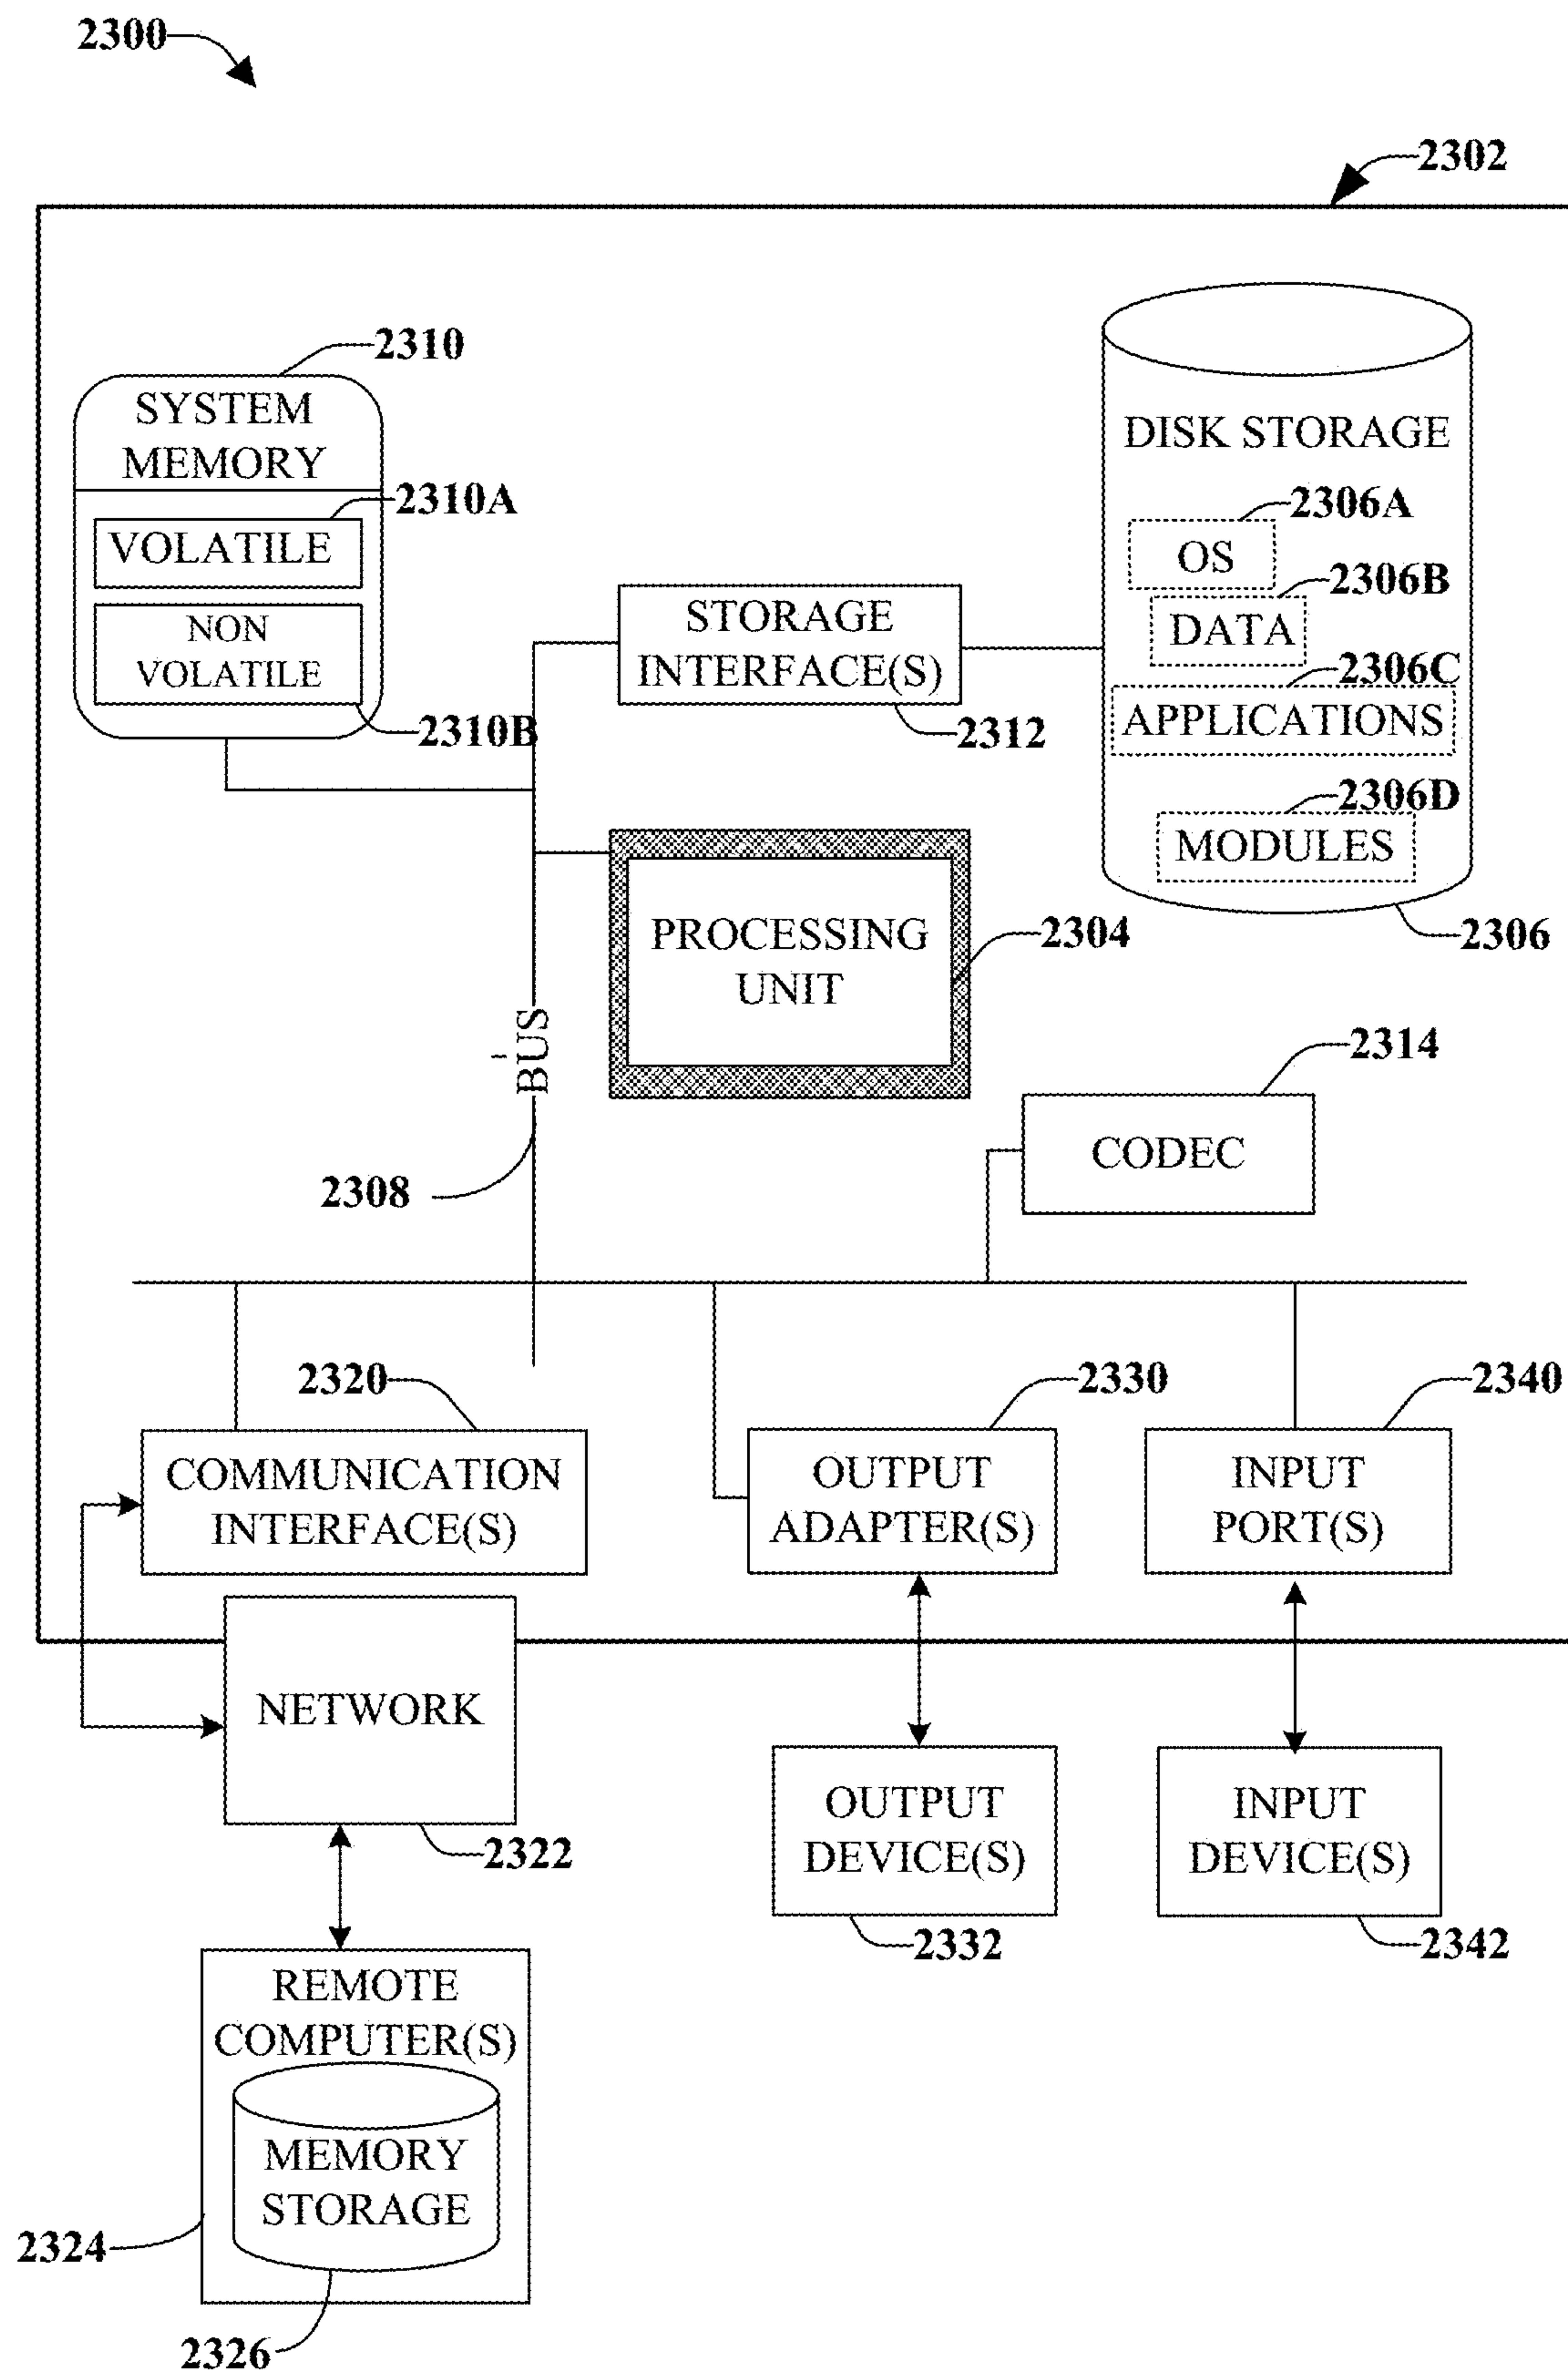 2300
2302
2310
SYSTEM
MEMORY
2310A
VOLATILE
NON
VOLATILE
2310B
STORAGE
INTERFACE(S)
2312
DISK STORAGE
2306A
OS
2306B
DATA
2306C
APPLICATIONS
2306D
MODULES
2306
PROCESSING
UNIT
2304
BUS
2308
2314
CODEC
2320
COMMUNICATION
INTERFACE(S)
2330
OUTPUT
ADAPTER(S)
2340
INPUT
PORT(S)
NETWORK
2322
OUTPUT
DEVICE(S)
2332
INPUT
DEVICE(S)
2342
REMOTE
COMPUTER(S)
MEMORY
STORAGE
2324
2326